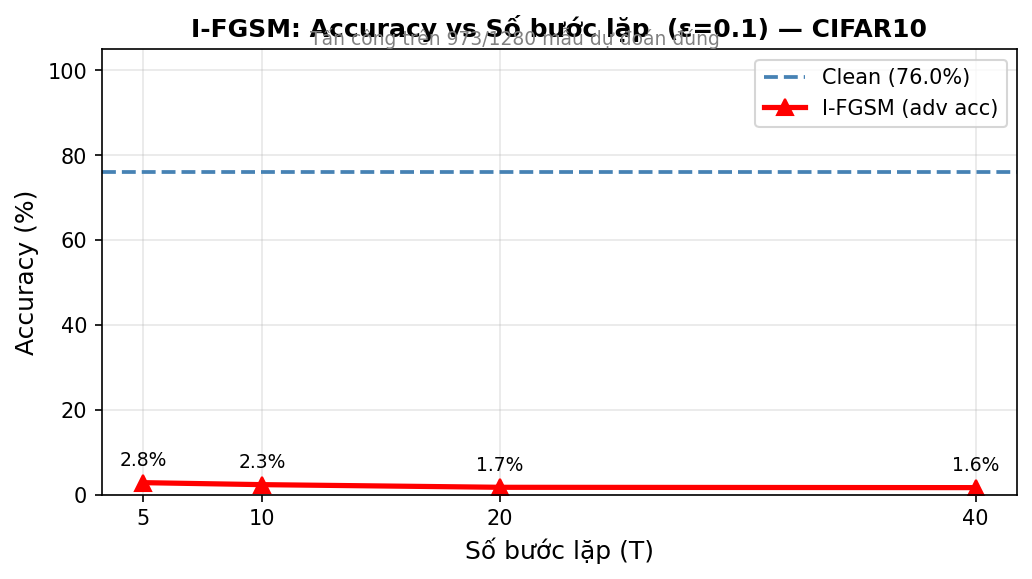 I-FGSM: Accuracy vs Số bước lặp (ε=0.1) — CIFAR10
Tấn công trên 973/1280 mẫu dự đoán đúng
Clean (76.0%)
I-FGSM (adv acc)
Accuracy (%)
100
80
60
40
20
0
2.8%
2.3%
1.7%
1.6%
5
10
20
40
Số bước lặp (T)